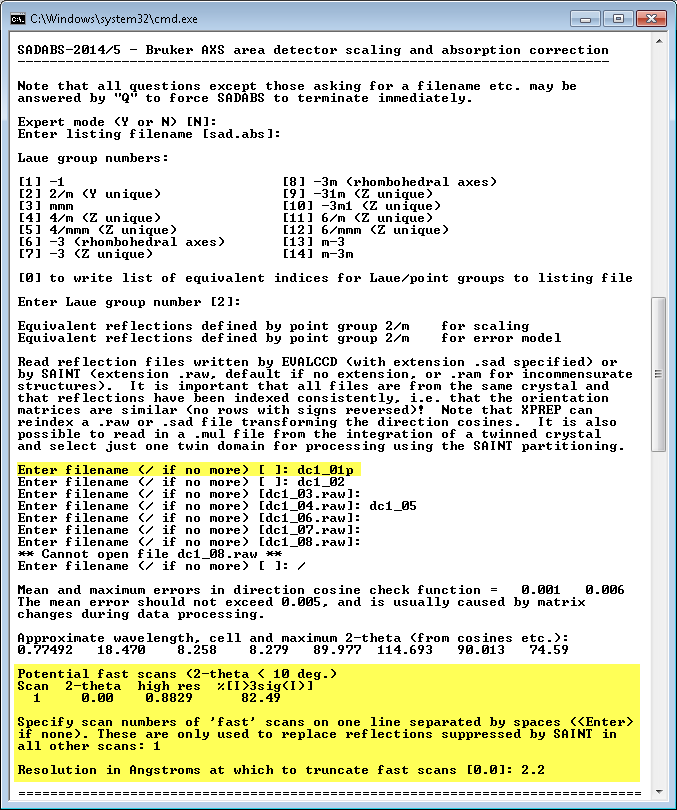 C:\Windows\system32\cmd.exe
SADABS-2014/5 - Bruker AXS area detector scaling and absorption correction
--------------------------------------------------------------------------
Note that all questions except those asking for a filename etc. may be
answered by "Q" to force SADABS to terminate immediately.
Expert mode (Y or N) [N]:
Enter listing filename [sad.abs]:
Laue group numbers:
[1] -1 [8] -3m (rhombohedral axes)
[2] 2/m (Y unique) [9] -31m (Z unique)
[3] mmm [10] -3m1 (Z unique)
[4] 4/m (Z unique) [11] 6/m (Z unique)
[5] 4/mmm (Z unique) [12] 6/mmm (Z unique)
[6] -3 (rhombohedral axes) [13] m-3
[7] -3 (Z unique) [14] m-3m
[0] to write list of equivalent indices for Laue/point groups to listing file
Enter Laue group number [2]:
Equivalent reflections defined by point group 2/m for scaling
Equivalent reflections defined by point group 2/m for error model
Read reflection files written by EVALCCD (with extension .sad specified) or
by SAINT (extension .raw, default if no extension, or .ram for incommensurate
structures). It is important that all files are from the same crystal and
that reflections have been indexed consistently, i.e. that the orientation
matrices are similar (no rows with signs reversed)! Note that XPREP can
reindex a .raw or .sad file transforming the direction cosines. It is also
possible to read in a .mul file from the integration of a twinned crystal
and select just one twin domain for processing using the SAINT partitioning.
Enter filename (/ if no more) [ ]: dc1_01p
Enter filename (/ if no more) [ ]: dc1_02
Enter filename (/ if no more) [dc1_03.raw]:
Enter filename (/ if no more) [dc1_04.raw]: dc1_05
Enter filename (/ if no more) [dc1_06.raw]:
Enter filename (/ if no more) [dc1_07.raw]:
Enter filename (/ if no more) [dc1_08.raw]:
** Cannot open file dc1_08.raw **
Enter filename (/ if no more) [ ]: /
Mean and maximum errors in direction cosine check function = 0.001 0.006
The mean error should not exceed 0.005, and is usually caused by matrix
changes during data processing.
Approximate wavelength, cell and maximum 2-theta (from cosines etc.):
0.77492 18.470 8.258 8.279 89.977 114.693 90.013 74.59
Potential fast scans (2-theta < 10 deg.)
Scan 2-theta high res %[I>3sig(I)]
1 0.00 0.8829 82.49
Specify scan numbers of 'fast' scans on one line separated by spaces (<Enter>
if none). These are only used to replace reflections suppressed by SAINT in
all other scans: 1
Resolution in Angstroms at which to truncate fast scans [0.0]: 2.2
==============================================================================